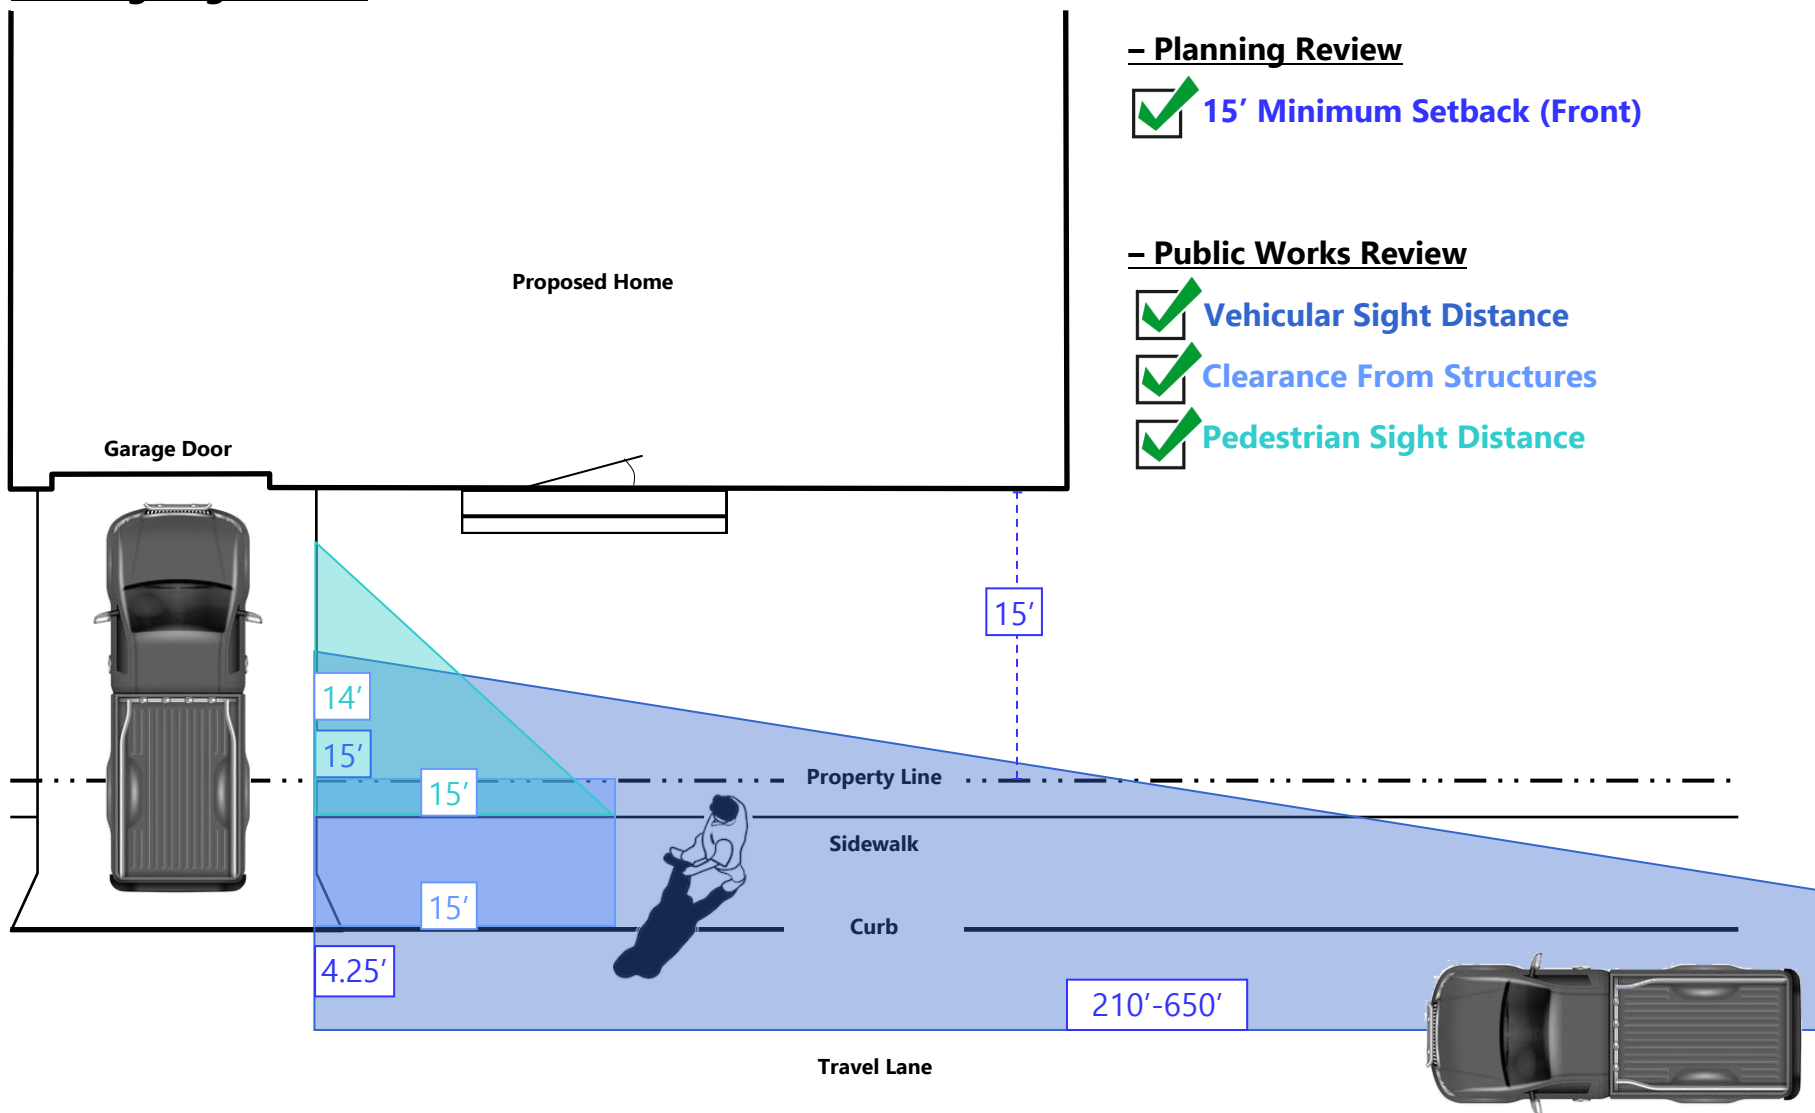 – Planning Review
15’ Minimum Setback (Front)
– Public Works Review
Vehicular Sight Distance
Clearance From Structures
Pedestrian Sight Distance
Proposed Home
Garage Door
15’
14’
15’
15’
Property Line
Sidewalk
15’
Curb
4.25’
210’-650’
Travel Lane